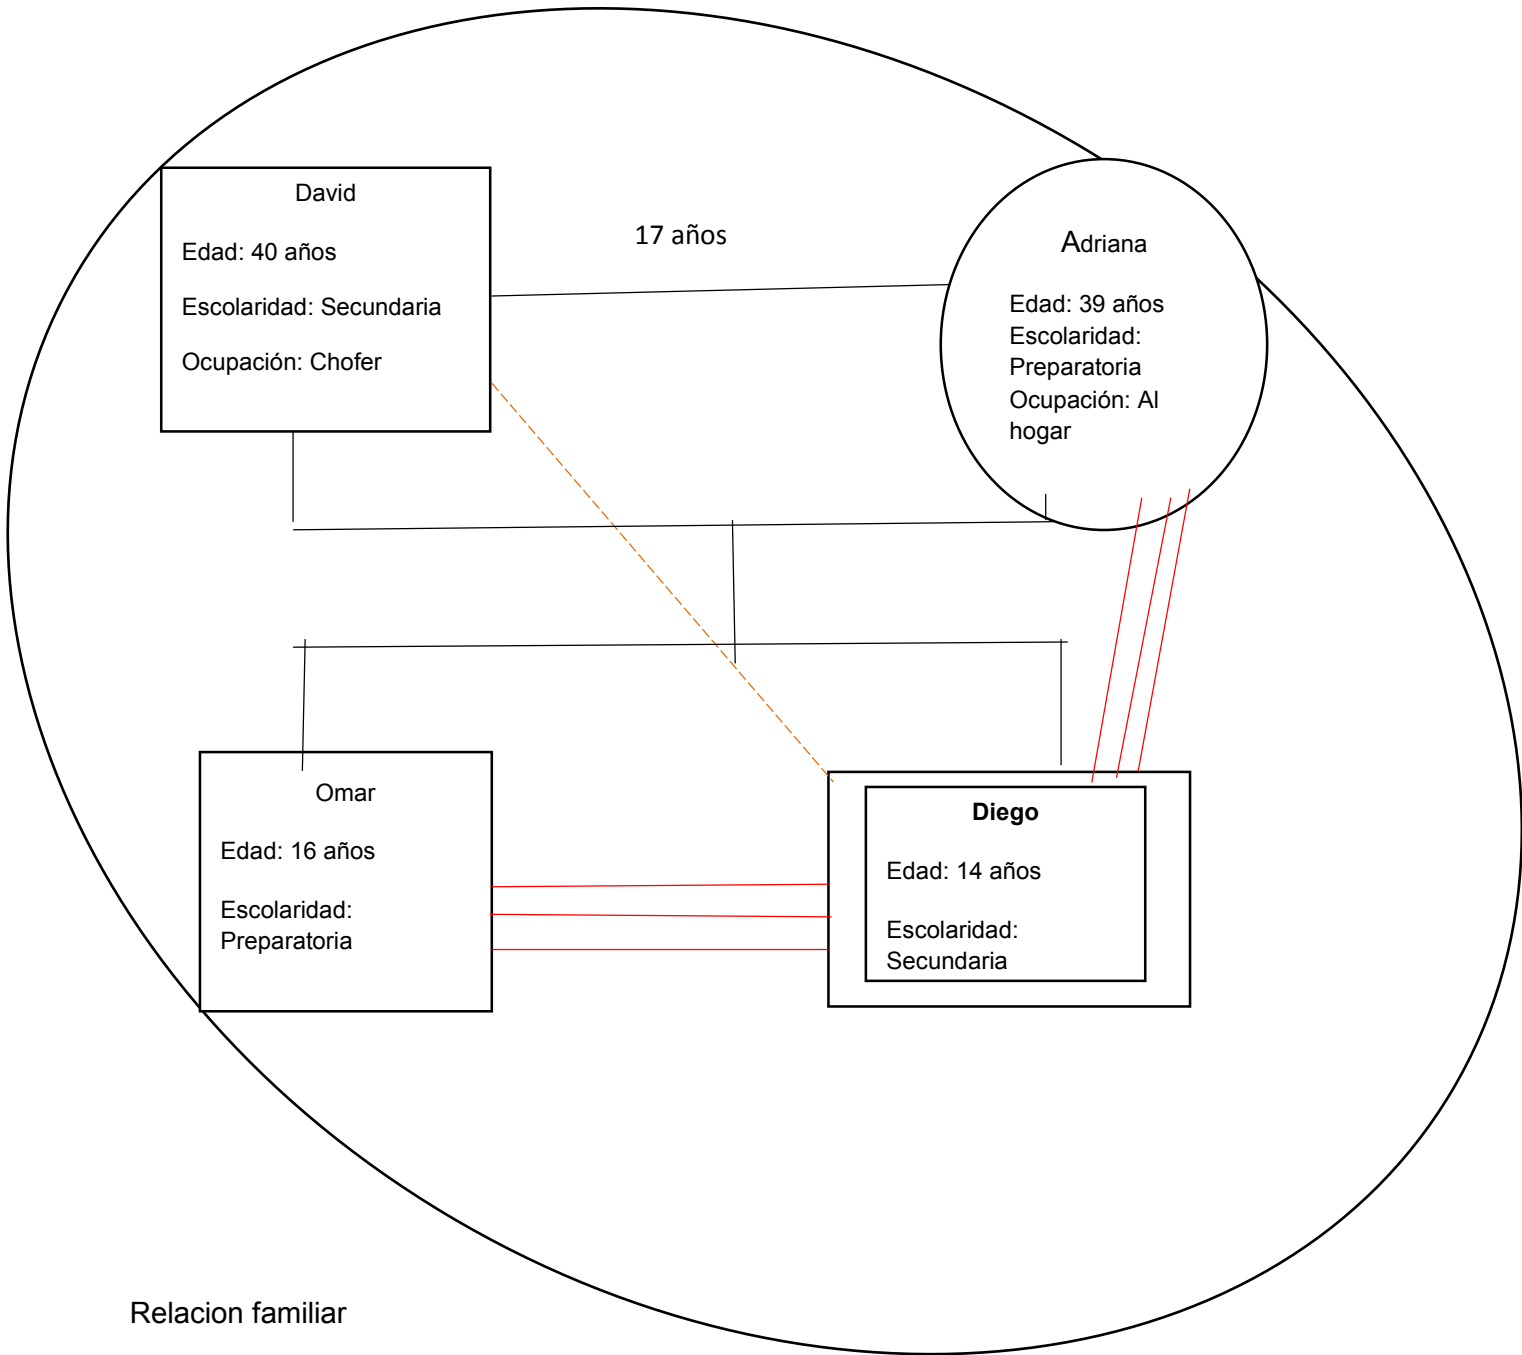 David
Edad: 40 años
Escolaridad: Secundaria
Ocupación: Chofer
17 años
Adriana
Edad: 39 años
Escolaridad:
Preparatoria
Ocupación: Al
hogar
Omar
Edad: 16 años
Escolaridad:
Preparatoria
Diego
Edad: 14 años
Escolaridad:
Secundaria
Relacion familiar